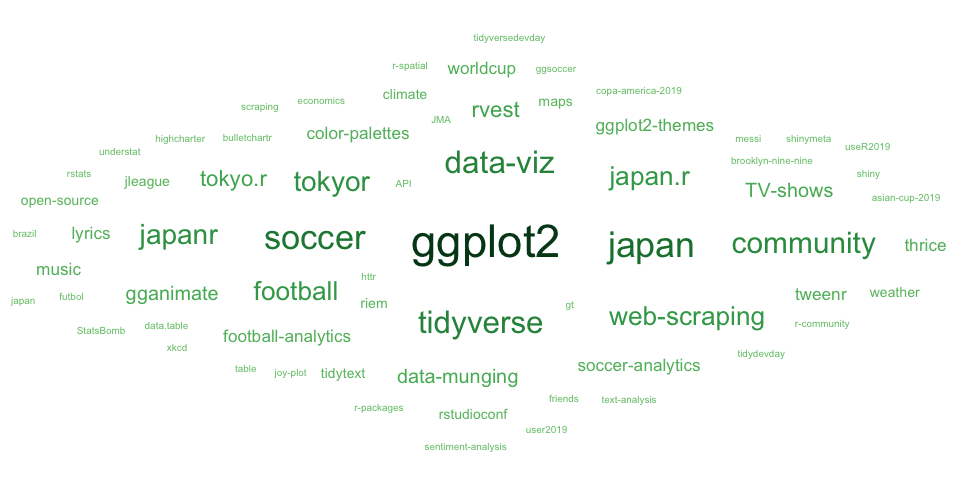 tidyversedevday
r-spatial
worldcup
ggsoccer
climate
copa-america-2019
scraping
economics
rvest
maps
JMA
color-palettes
ggplot2-themes
highcharter
bulletchartr
messi
shinymeta
useR2019
understat
data-viz
brooklyn-nine-nine
rstats
jleague
tokyo.r
tokyor
API
japan.r
TV-shows
shiny
open-source
asian-cup-2019
brazil
lyrics
japanr
soccer
ggplot2
japan
community
thrice
music
httr
japan
futbol
gganimate
football
riem
gt
tweenr
weather
StatsBomb
data.table
tidyverse
web-scraping
r-community
xkcd
football-analytics
tidydevday
table
joy-plot
tidytext
data-munging
soccer-analytics
r-packages
rstudioconf
friends
text-analysis
user2019
sentiment-analysis